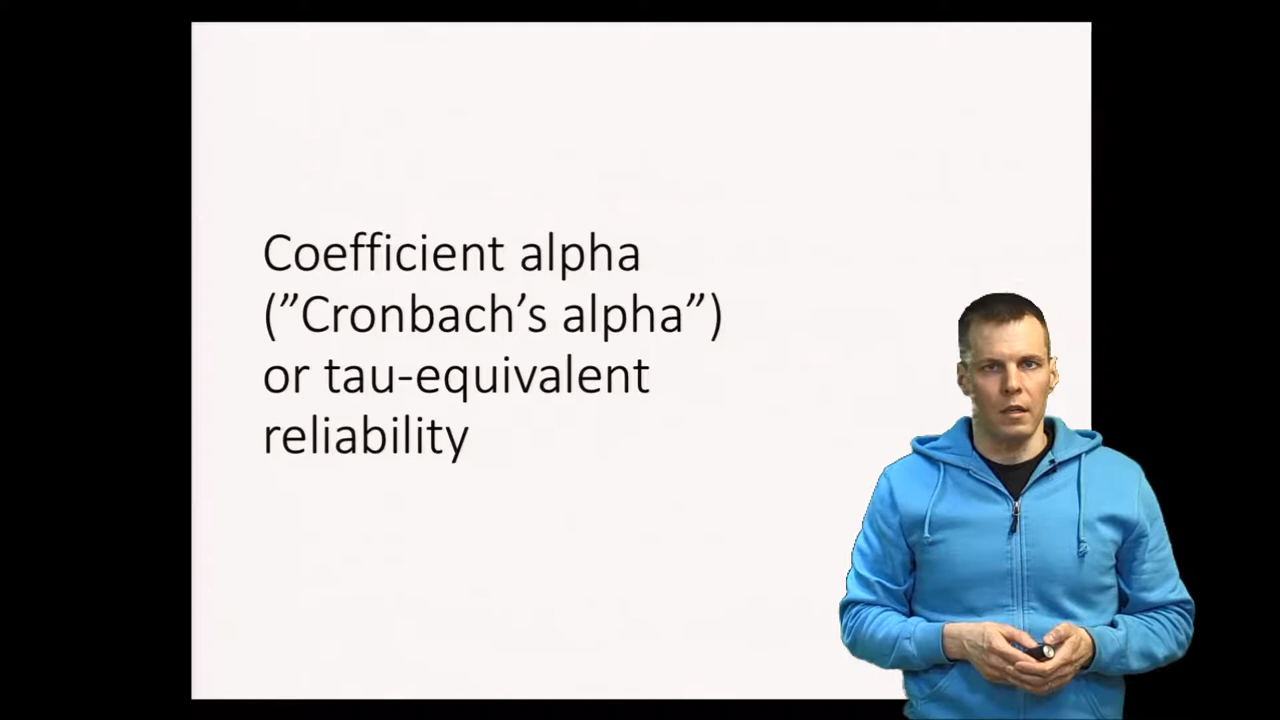 Coefficient alpha
(”Cronbach’s alpha”)
or tau-equivalent
reliability